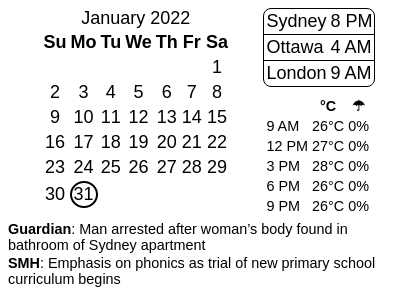 January 2022
Su Mo Tu We Th Fr Sa
1
2 3 4 5 6 7 8
9 10 11 12 13 14 15
16 17 18 19 20 21 22
23 24 25 26 27 28 29
30 31
Sydney 8 PM
Ottawa 4 AM
London 9 AM
°C ☂
9 AM 26°C 0%
12 PM 27°C 0%
3 PM 28°C 0%
6 PM 26°C 0%
9 PM 26°C 0%
Guardian: Man arrested after woman's body found in
bathroom of Sydney apartment
SMH: Emphasis on phonics as trial of new primary school
curriculum begins